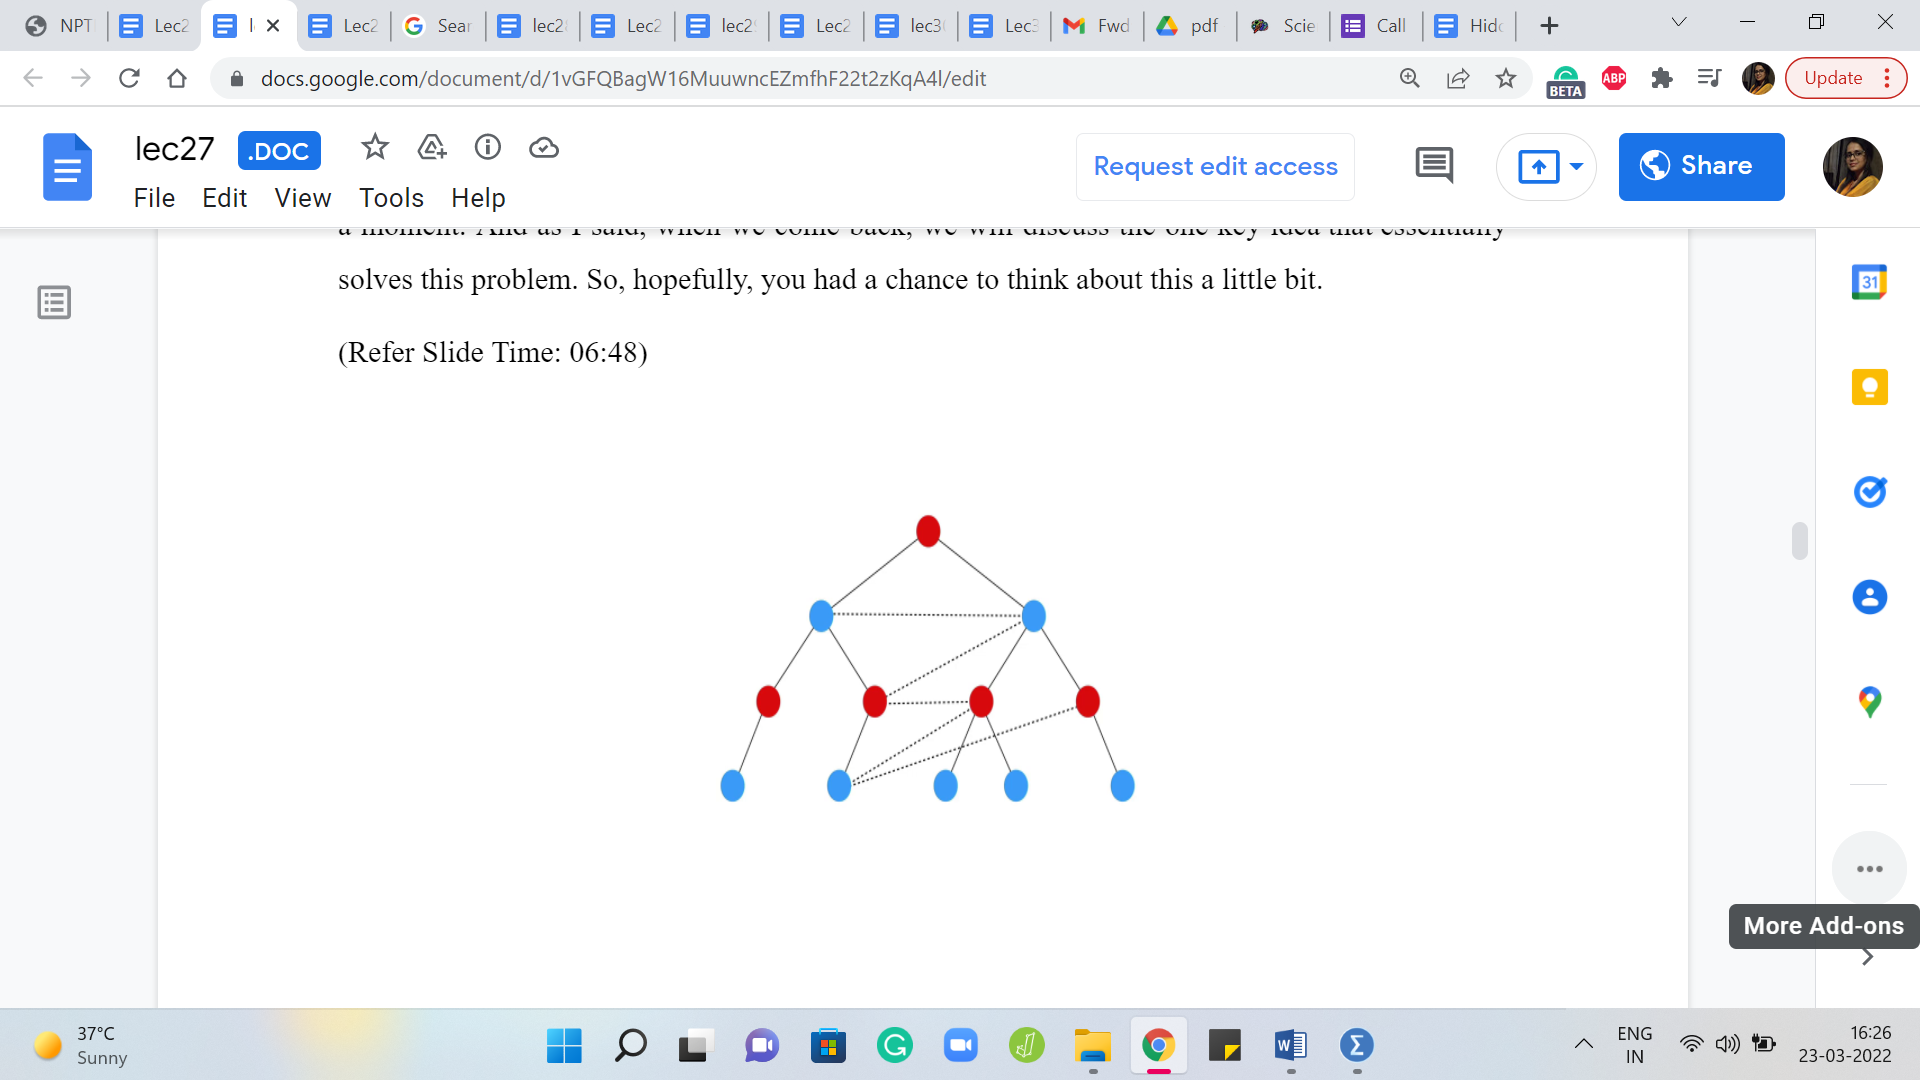 NPT
Lec2
l
Lec2
Sear
lec2
Lec2
lec2
Lec2
lec3
Lec3
Fwd
pdf
Scie
Call
Hid
docs.google.com/document/d/1vGFQBagW16MuuwncEZmfhF22t2zKqA4l/edit
BETA
ABP
Update
lec27
.DOC
File Edit View Tools Help
Request edit access
Share
31
a moment. And as I said, when we come back, we will discuss the one key idea that essentially
solves this problem. So, hopefully, you had a chance to think about this a little bit.
(Refer Slide Time: 06:48)
More Add-ons
37°C
Sunny
ENG
IN
16:26
23-03-2022